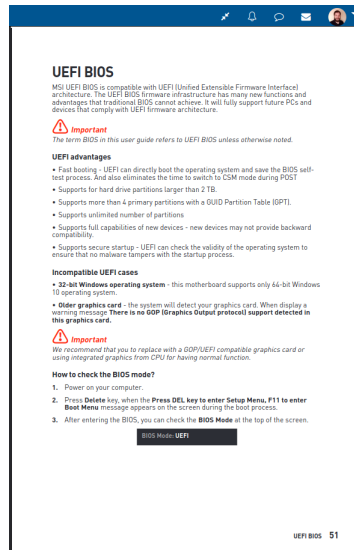 UEFI BIOS
MSI UEFI BIOS is compatible with UEFI (Unified Extensible Firmware Interface)
architecture. The UEFI BIOS firmware infrastructure has many new functions and
advantages that traditional BIOS cannot achieve. It will fully support future PCs and
devices that comply with UEFI firmware architecture.
Important
The term BIOS in this user guide refers to UEFI BIOS unless otherwise noted.
UEFI advantages
• Fast booting - UEFI can directly boot the operating system and save the BIOS self-
test process. And also eliminates the time to switch to CSM mode during POST
• Supports for hard drive partitions larger than 2 TB.
• Supports more than 4 primary partitions with a GUID Partition Table (GPT).
• Supports unlimited number of partitions
• Supports full capabilities of new devices - new devices may not provide backward
compatibility.
• Supports secure startup - UEFI can check the validity of the operating system to
ensure that no malware tampers with the startup process.
Incompatible UEFI cases
• 32-bit Windows operating system - this motherboard supports only 64-bit Windows
10 operating system.
• Older graphics card - the system will detect your graphics card. When display a
warning message There is no GOP (Graphics Output protocol) support detected in
this graphics card.
Important
We recommend that you to replace with a GOP/UEFI compatible graphics card or
using integrated graphics from CPU for having normal function.
How to check the BIOS mode?
1. Power on your computer.
2. Press Delete key, when the Press DEL key to enter Setup Menu, F11 to enter
Boot Menu message appears on the screen during the boot process.
3. After entering the BIOS, you can check the BIOS Mode at the top of the screen.
BIOS Mode: UEFI
UEFI BIOS 51